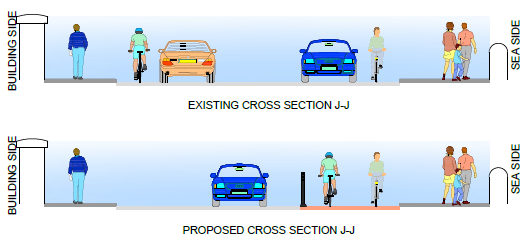 BUILDING SIDE
SEA SIDE
EXISTING CROSS SECTION J-J
BUILDING SIDE
SEA SIDE
PROPOSED CROSS SECTION J-J